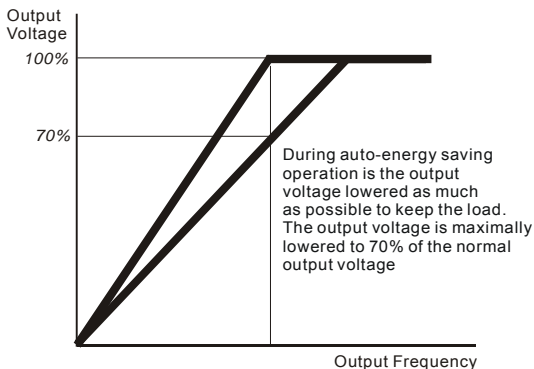 Output
Voltage
100%
70%
During auto-energy saving
operation is the output
voltage lowered as much
as possible to keep the load.
The output voltage is maximally
lowered to 70% of the normal
output voltage
Output Frequency